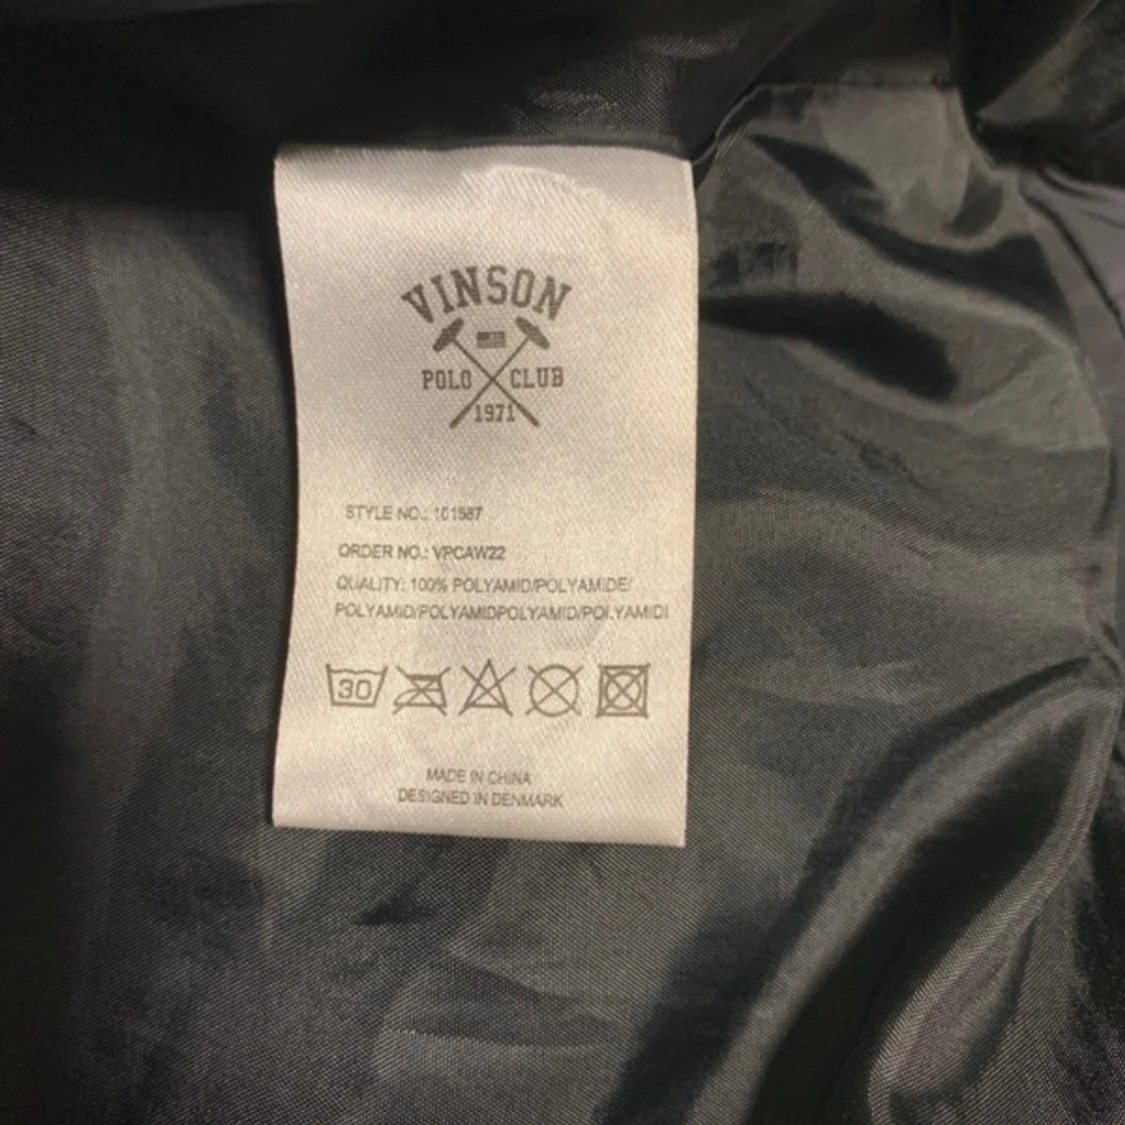 VINSON
POLO CLUB
1971
STYLE NO.: 101587
ORDER NO.: VPCAW22
QUALITY: 100% POLYAMID/POLYAMIDE/
POLYAMID/POLYAMIDPOLYAMID/POLYAMIDI
30
MADE IN CHINA
DESIGNED IN DENMARK